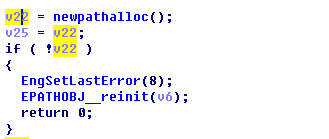 v22 = newpathalloc();
v25 = v22;
if ( !v22 )
{
  EngSetLastError(8);
  EPATHOBJ__reinit(v6);
  return 0;
}